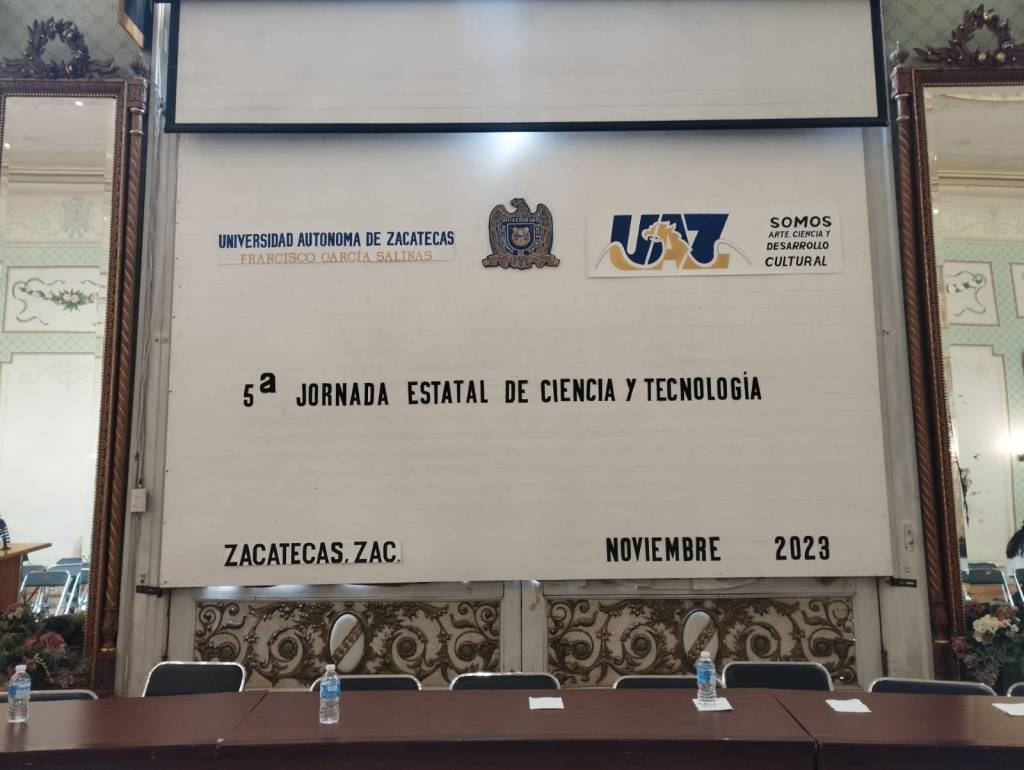 UNIVERSIDAD AUTONOMA DE ZACATECAS
FRANCISCO GARCÍA SALINAS
UNIVERSIDAD
UAZ
SOMOS
ARTE, CIENCIA Y
DESARROLLO
CULTURAL
5a JORNADA ESTATAL DE CIENCIA Y TECNOLOGÍA
ZACATECAS, ZAC.
NOVIEMBRE 2023